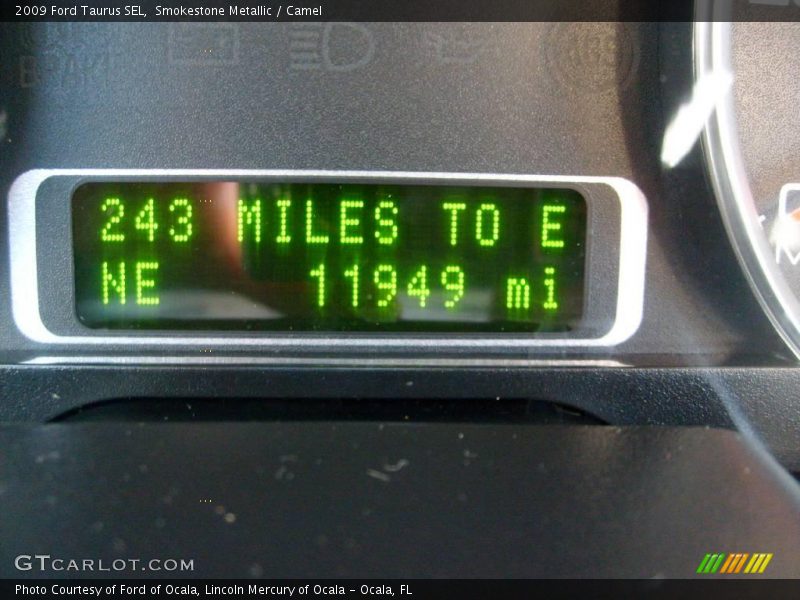 2009 Ford Taurus SEL, Smokestone Metallic / Camel
BRAKE
243 MILES TO E
NE 11949 mi
GTCARLOT.COM
Photo Courtesy of Ford of Ocala, Lincoln Mercury of Ocala - Ocala, FL